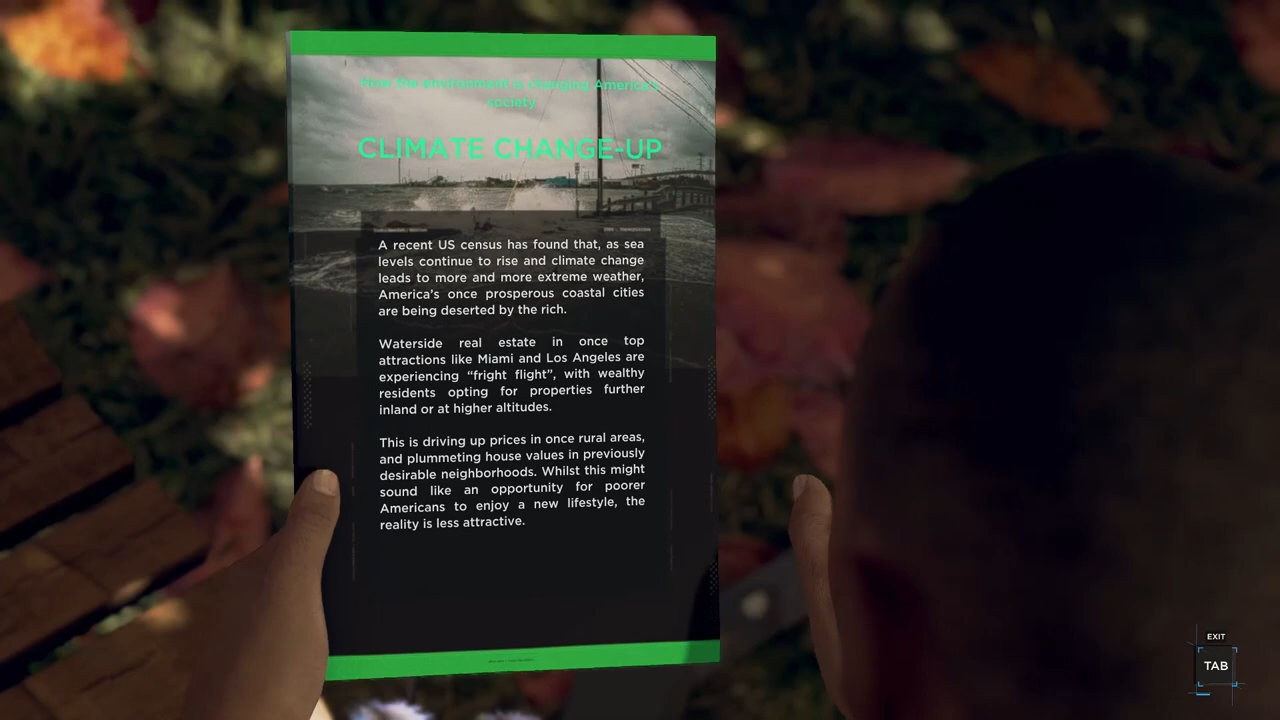 How the environment is changing America's
society
CLIMATE CHANGE-UP
A recent US census has found that, as sea
levels continue to rise and climate change
leads to more and more extreme weather,
America's once prosperous coastal cities
are being deserted by the rich.
Waterside real estate in once top
attractions like Miami and Los Angeles are
experiencing “fright flight”, with wealthy
residents opting for properties further
inland or at higher altitudes.
This is driving up prices in once rural areas,
and plummeting house values in previously
desirable neighborhoods. Whilst this might
sound like an opportunity for poorer
Americans to enjoy a new lifestyle, the
reality is less attractive.
EXIT
TAB